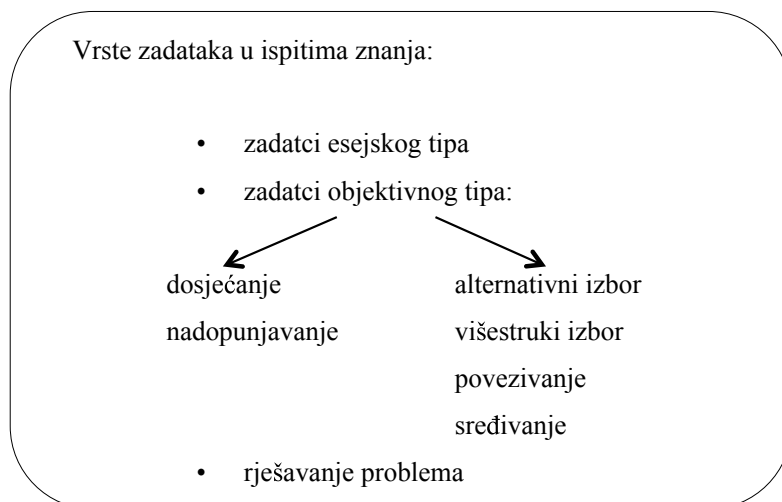 Vrste zadataka u ispitima znanja:
• zadatci esejskog tipa
• zadatci objektivnog tipa:
dosjećanje alternativni izbor
nadopunjavanje višestruki izbor
povezivanje
sređivanje
• rješavanje problema